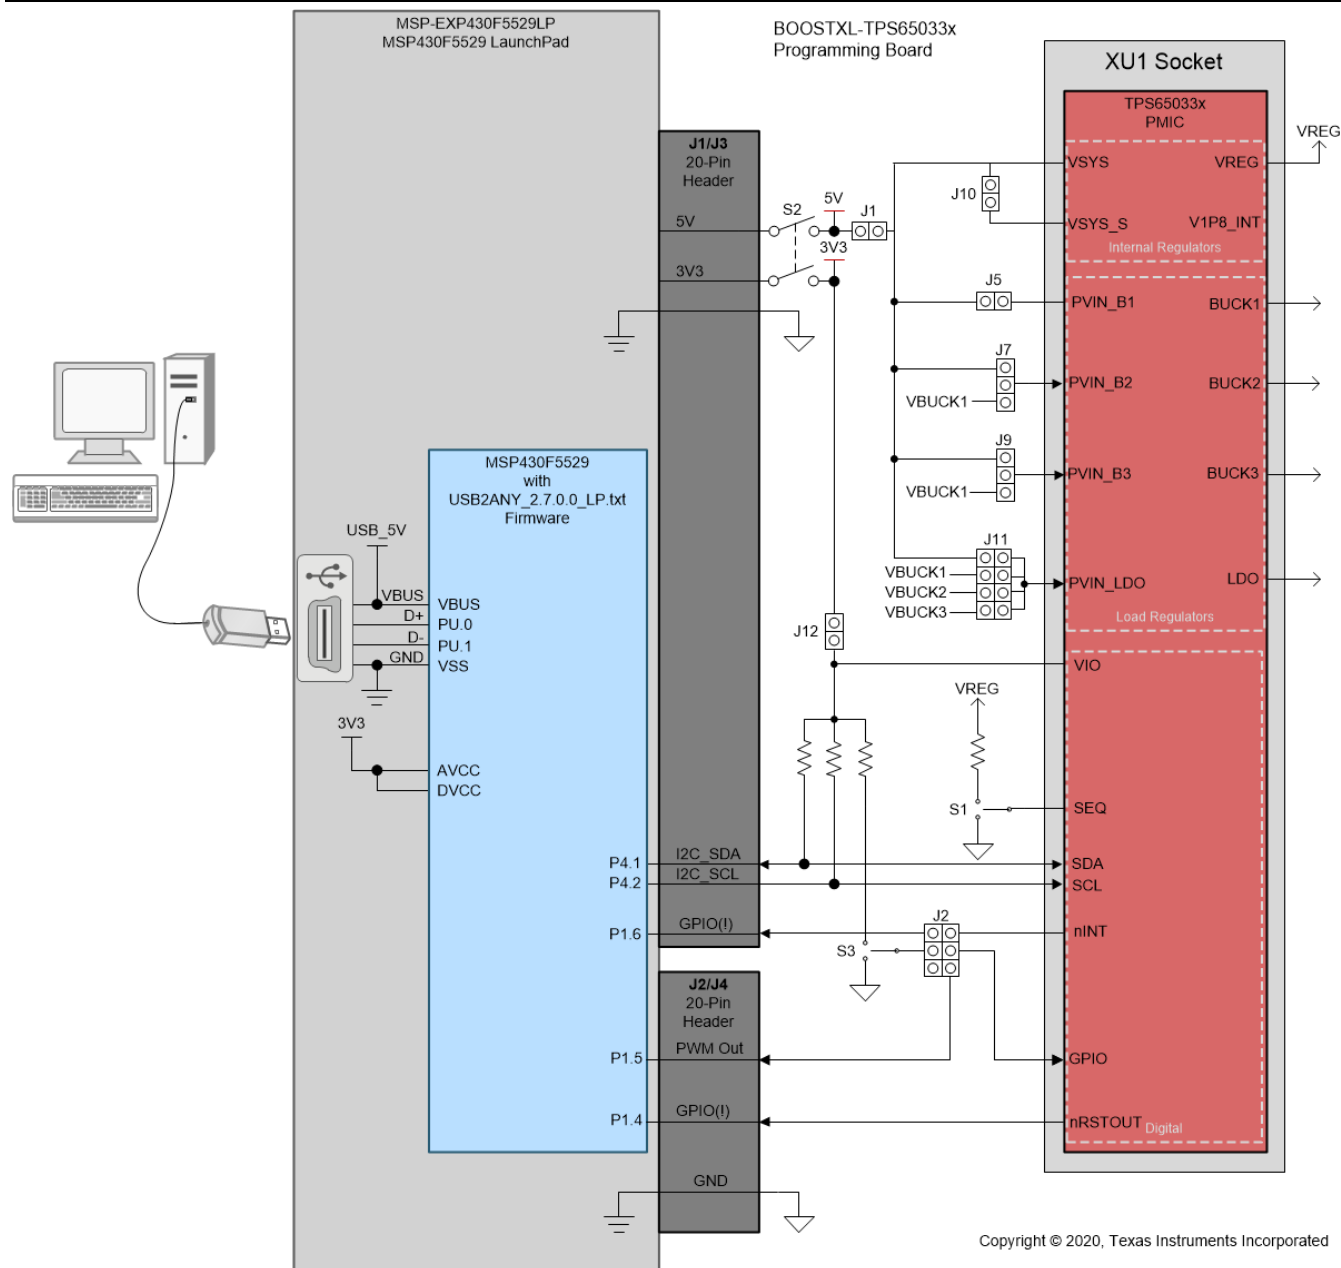 MSP-EXP430F5529LP
MSP430F5529 LaunchPad
BOOSTXL-TPS65033x
Programming Board
XU1 Socket
TPS65033x
PMIC
VREG
J1/J3
20-Pin
Header
VSYS
VREG
J10
S2
5V
J1
5V
VSYS_S
V1P8_INT
Internal Regulators
3V3
3V3
J5
PVIN_B1
BUCK1
J7
PVIN_B2
BUCK2
VBUCK1
J9
PVIN_B3
BUCK3
VBUCK1
MSP430F5529
with
USB2ANY_2.7.0.0_LP.txt
Firmware
USB_5V
J11
VBUCK1
VBUCK2
VBUCK3
PVIN_LDO
LDO
Load Regulators
VBUS
VBUS
D+
PU.0
D-
PU.1
GND
VSS
J12
VIO
VREG
3V3
AVCC
DVCC
S1
SEQ
P4.1
I2C_SDA
SDA
P4.2
I2C_SCL
SCL
J2
P1.6
GPIO(!)
nINT
S3
J2/J4
20-Pin
Header
P1.5
PWM Out
GPIO
P1.4
GPIO(!)
nRSTOUT
Digital
GND
Copyright © 2020, Texas Instruments Incorporated